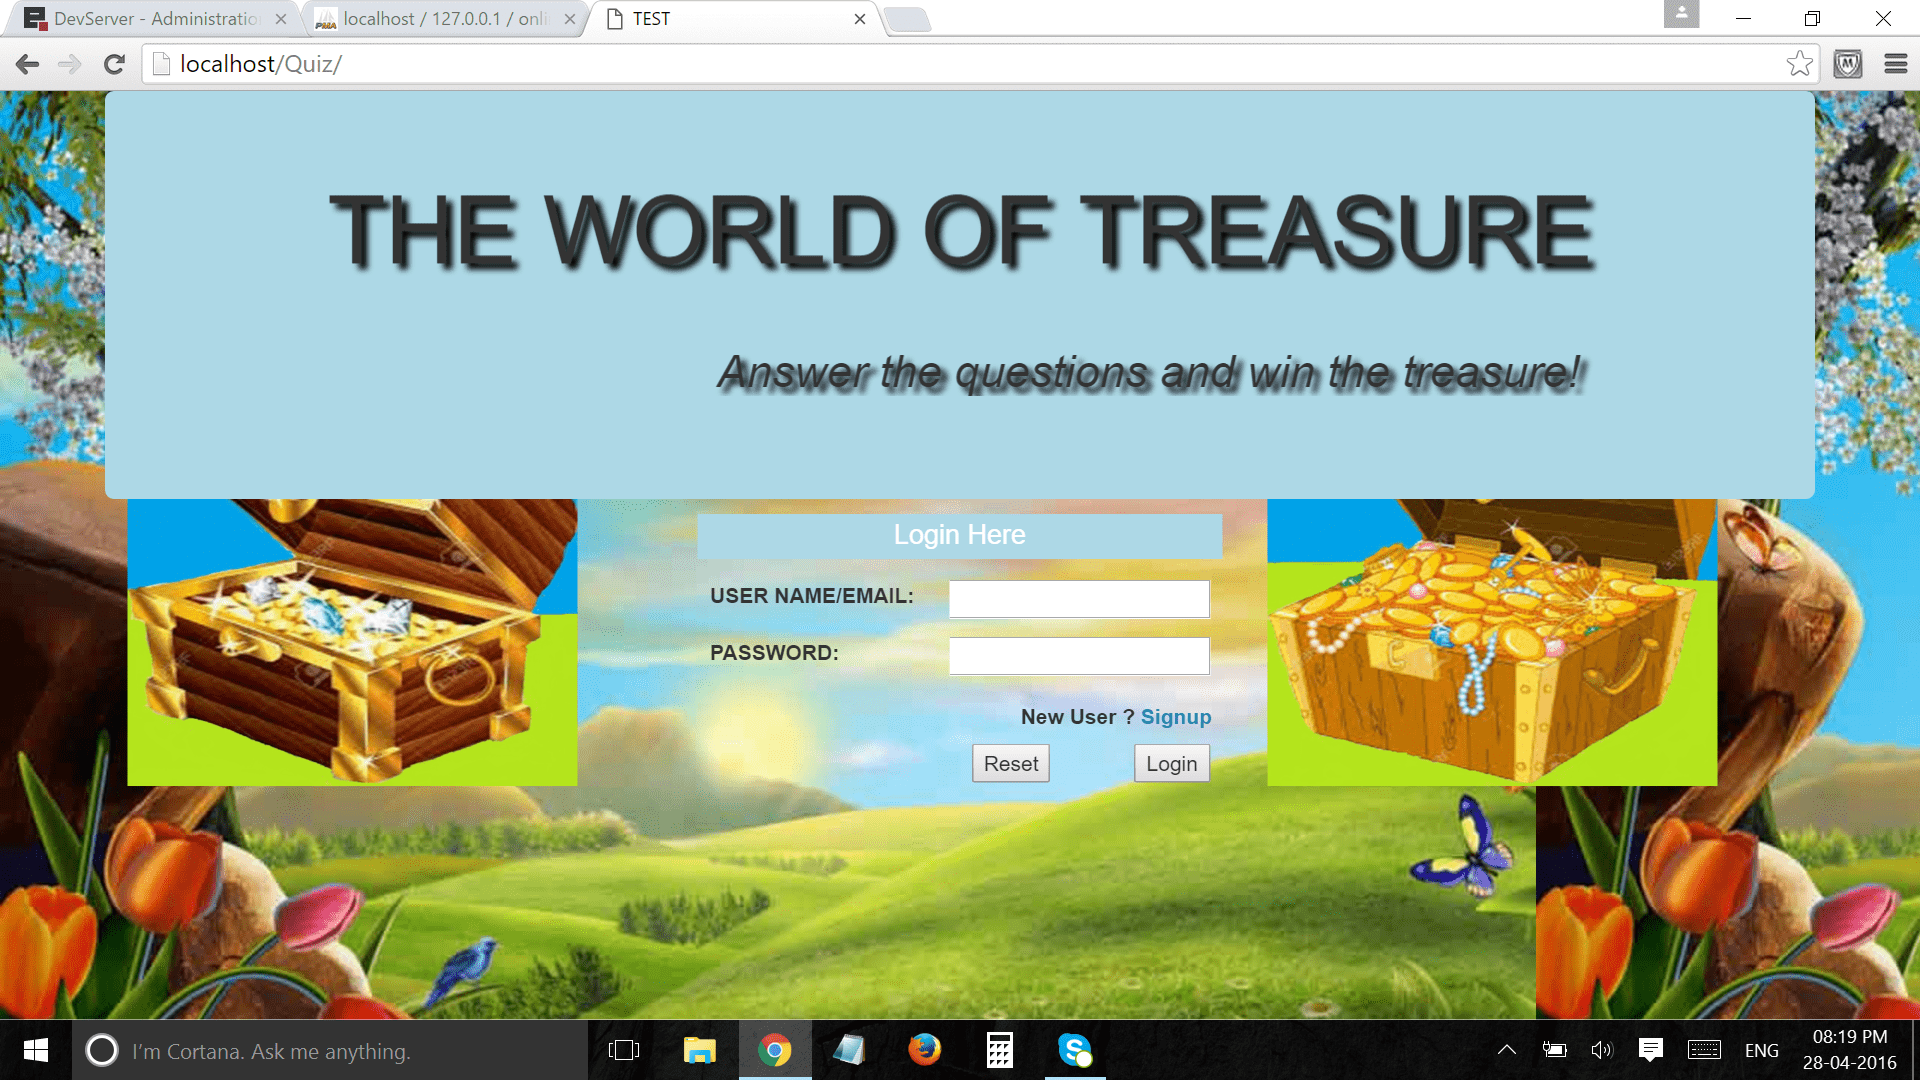 DevServer - Administratio
localhost / 127.0.0.1 / onli
TEST
localhost/Quiz/
THE WORLD OF TREASURE
Answer the questions and win the treasure!
Login Here
USER NAME/EMAIL:
PASSWORD:
New User ? Signup
Reset
Login
I'm Cortana. Ask me anything.
ENG
08:19 PM
28-04-2016